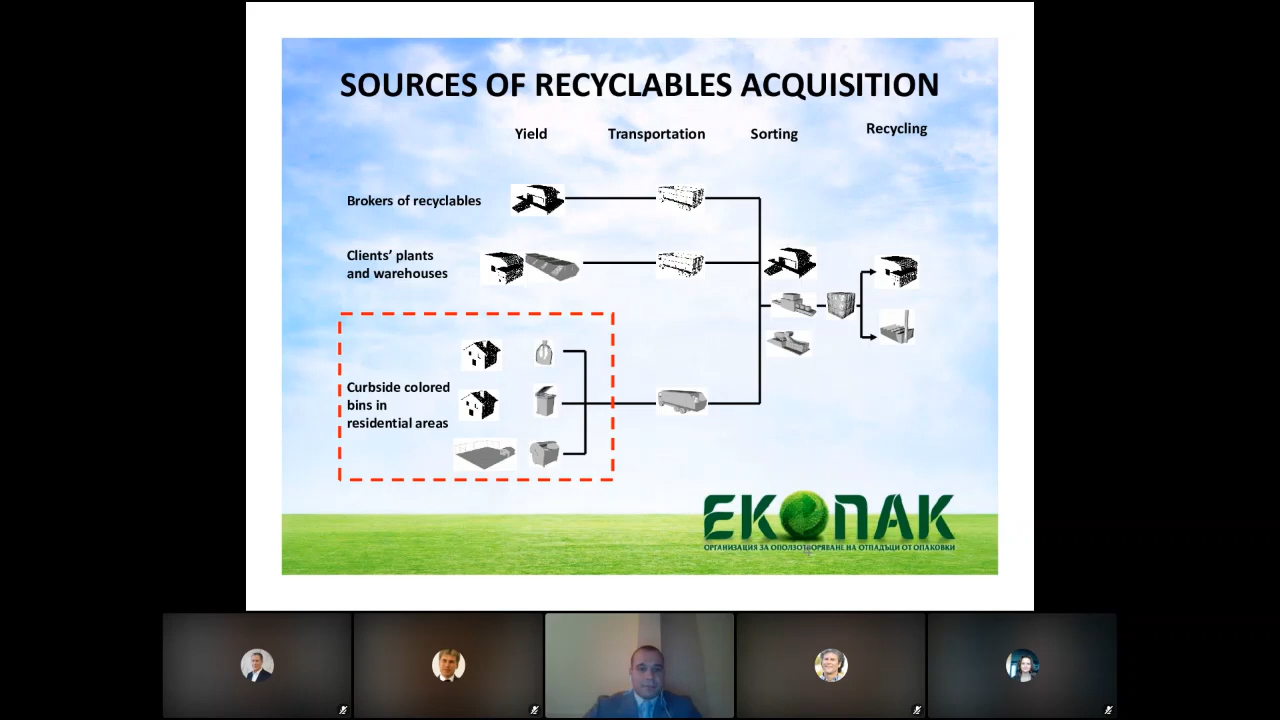 SOURCES OF RECYCLABLES ACQUISITION
Yield
Transportation
Sorting
Recycling
Brokers of recyclables
Clients’ plants
and warehouses
Curbside colored
bins in
residential areas
ЕКОПАК
ОРГАНИЗАЦИЯ ЗА ОПОЛЗОТВОРЯВАНЕ НА ОТПАДЪЦИ ОТ ОПАКОВКИ